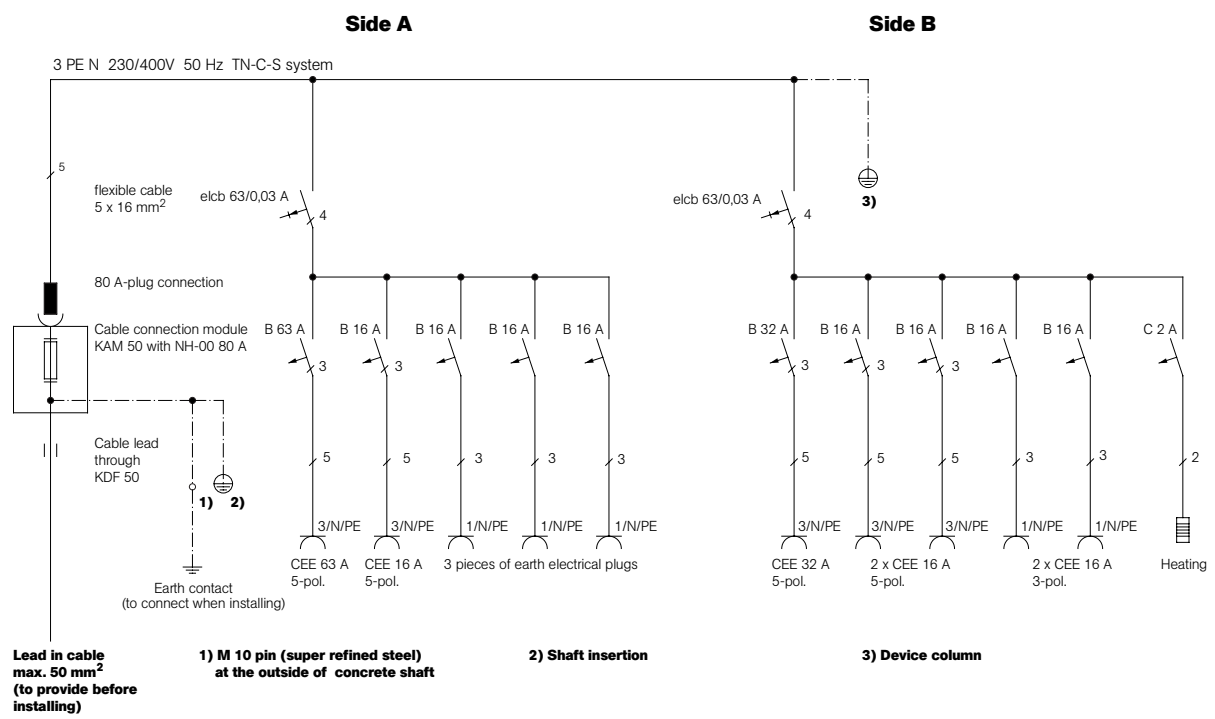 Side A
Side B
3 PE N 230/400V 50 Hz TN-C-S system
5
flexible cable
5 x 16 mm²
elcb 63/0,03 A
4
elcb 63/0,03 A
4
3)
80 A-plug connection
Cable connection module
KAM 50 with NH-00 80 A
B 63 A
B 16 A
B 16 A
B 16 A
B 16 A
B 32 A
B 16 A
B 16 A
B 16 A
B 16 A
C 2 A
3
3
3
3
3
Cable lead
through
KDF 50
1)
2)
5
5
3
3
3
5
5
5
3
3
2
3/N/PE
3/N/PE
1/N/PE
1/N/PE
1/N/PE
3/N/PE
3/N/PE
3/N/PE
1/N/PE
1/N/PE
CEE 63 A
5-pol.
CEE 16 A
5-pol.
3 pieces of earth electrical plugs
CEE 32 A
5-pol.
2 x CEE 16 A
5-pol.
2 x CEE 16 A
3-pol.
Heating
Earth contact
(to connect when installing)
Lead in cable
max. 50 mm²
(to provide before
installing)
1) M 10 pin (super refined steel)
at the outside of concrete shaft
2) Shaft insertion
3) Device column